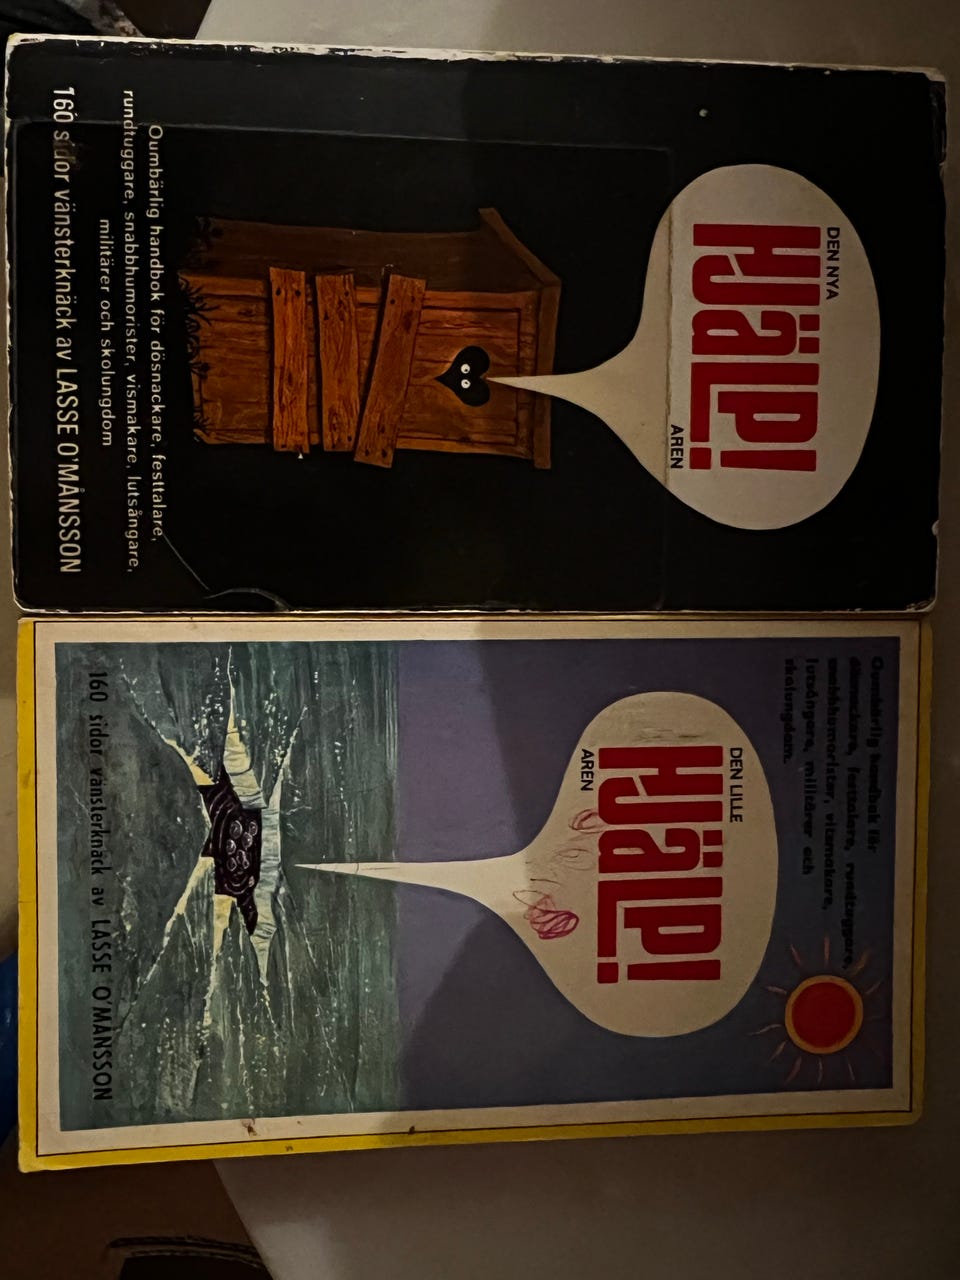 DEN NYA
HJÄLP!
AREN
Oumbärlig handbok för dösnackare, festtalare,
rundtuggare, snabbhumorister, vismakare, lutsångare,
militärer och skolungdom
160 sidor vänsterknäck av LASSE O'MÅNSSON
Oumbärlig handbok för
dösnackare, festtalare, rundtuggare,
snabbhumorister, vitsmakare,
lutsångare, militärer och
skolungdom.
DEN LILLE
HJÄLP!
AREN
160 sidor vänsterknäck av LASSE O'MÅNSSON